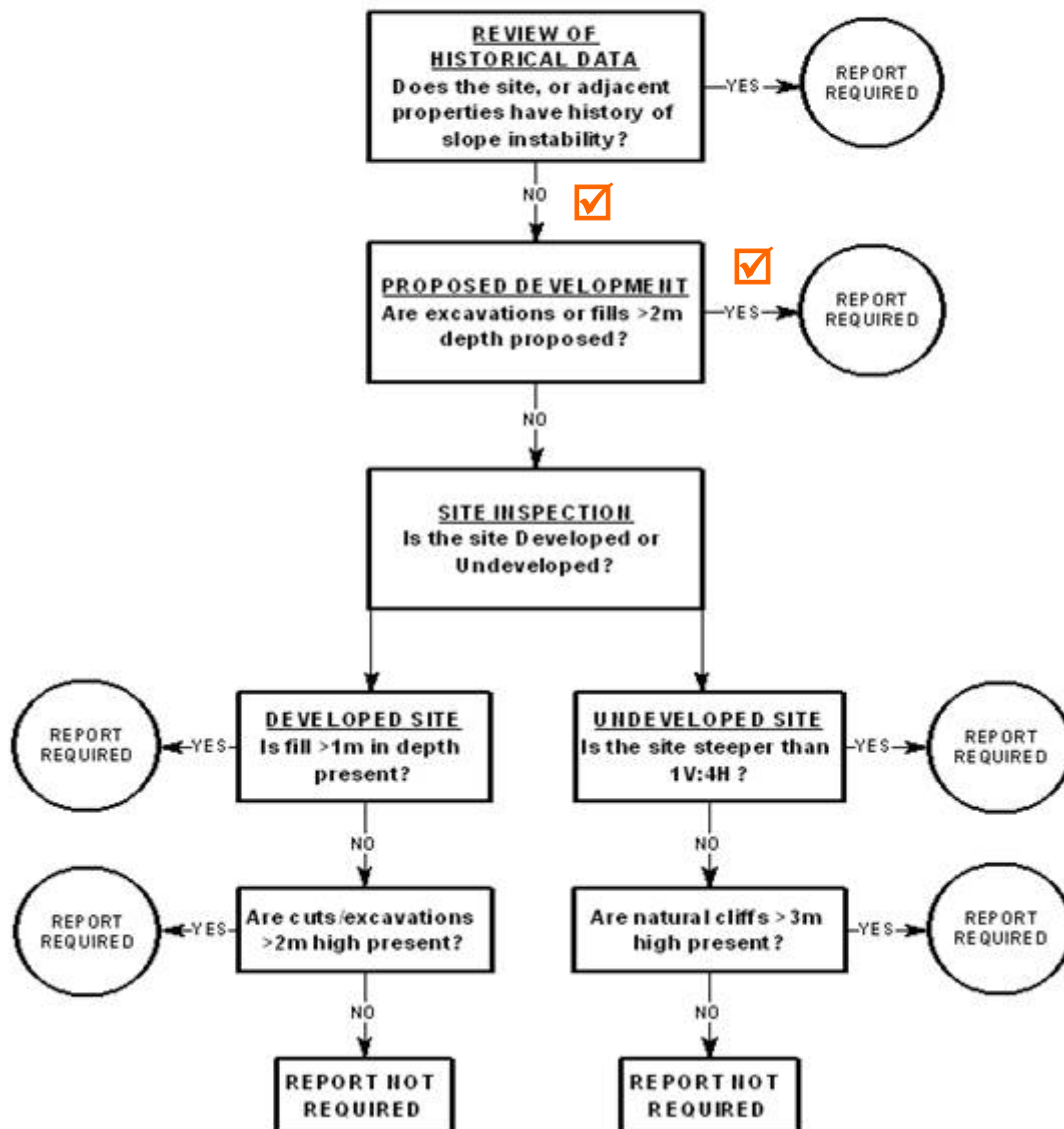 REVIEW OF
HISTORICAL DATA
Does the site, or adjacent
properties have history of
slope instability?
YES
REPORT
REQUIRED
NO
PROPOSED DEVELOPMENT
Are excavations or fills >2m
depth proposed?
YES
REPORT
REQUIRED
NO
SITE INSPECTION
Is the site Developed or
Undeveloped?
REPORT
REQUIRED
YES
DEVELOPED SITE
Is fill >1m in depth
present?
UNDEVELOPED SITE
Is the site steeper than
1V:4H ?
YES
REPORT
REQUIRED
NO
NO
REPORT
REQUIRED
YES
Are cuts/excavations
>2m high present?
Are natural cliffs >3m
high present?
YES
REPORT
REQUIRED
NO
NO
REPORT NOT
REQUIRED
REPORT NOT
REQUIRED